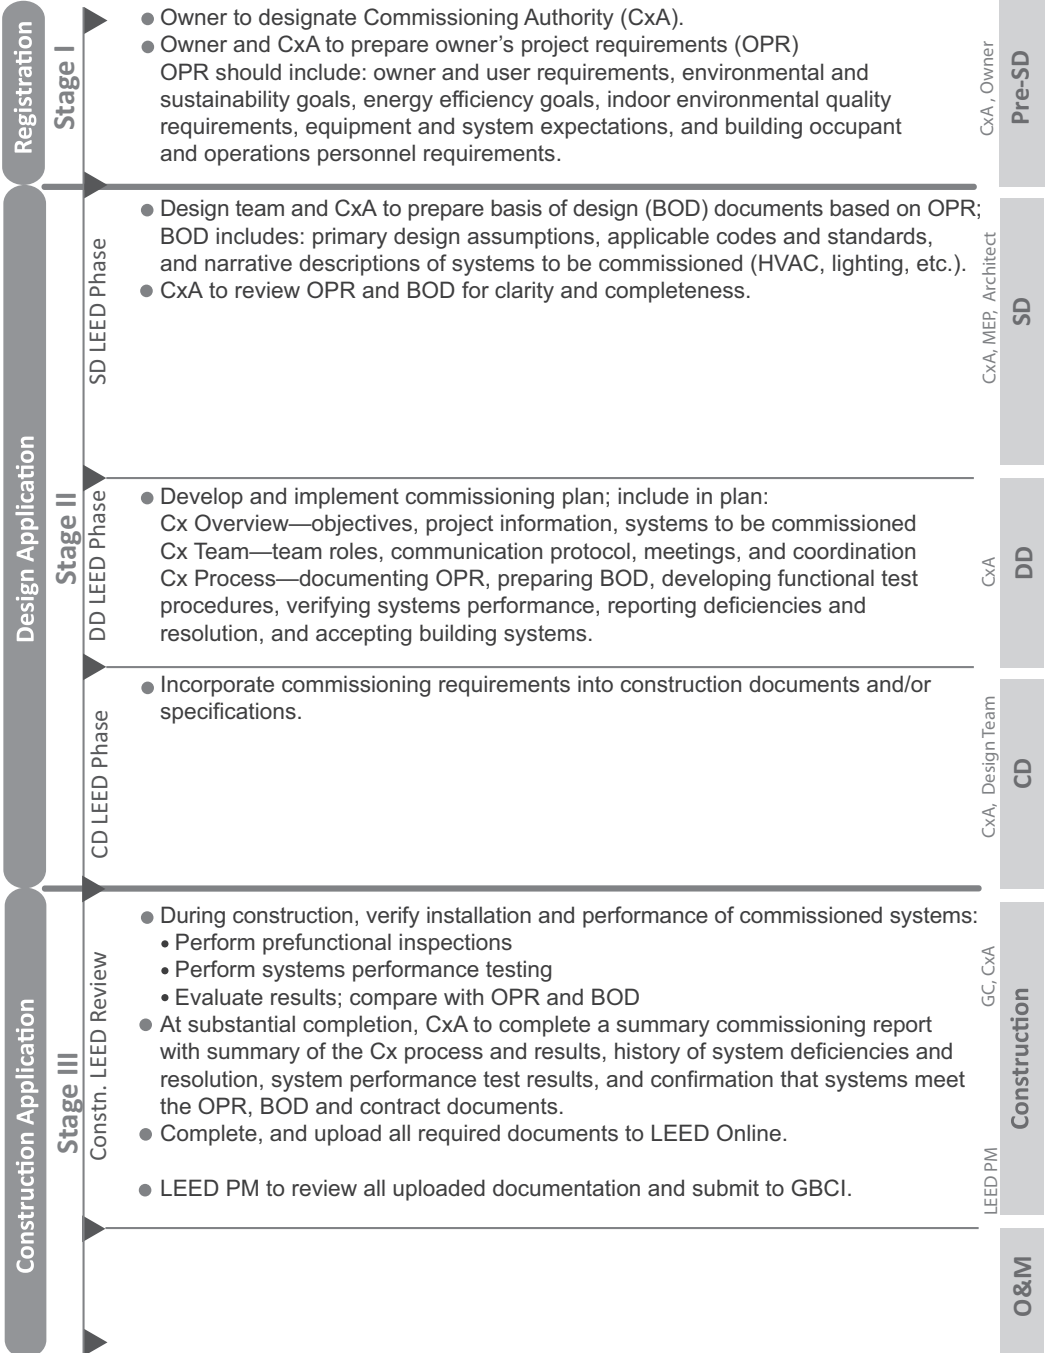 Registration
Stage I
● Owner to designate Commissioning Authority (CxA).
● Owner and CxA to prepare owner’s project requirements (OPR)
OPR should include: owner and user requirements, environmental and
sustainability goals, energy efficiency goals, indoor environmental quality
requirements, equipment and system expectations, and building occupant
and operations personnel requirements.
CxA , Owner
Pre-SD
Design Application
Stage II
SD LEED Phase
● Design team and CxA to prepare basis of design (BOD) documents based on OPR;
BOD includes: primary design assumptions, applicable codes and standards,
and narrative descriptions of systems to be commissioned (HVAC, lighting, etc.).
● CxA to review OPR and BOD for clarity and completeness.
CxA, MEP, Architect
SD
DD LEED Phase
● Develop and implement commissioning plan; include in plan:
Cx Overview—objectives, project information, systems to be commissioned
Cx Team—team roles, communication protocol, meetings, and coordination
Cx Process—documenting OPR, preparing BOD, developing functional test
procedures, verifying systems performance, reporting deficiencies and
resolution, and accepting building systems.
CxA
DD
CD LEED Phase
● Incorporate commissioning requirements into construction documents and/or
specifications.
CxA, Design Team
CD
Construction Application
Stage III
Constn. LEED Review
● During construction, verify installation and performance of commissioned systems:
• Perform prefunctional inspections
• Perform systems performance testing
• Evaluate results; compare with OPR and BOD
● At substantial completion, CxA to complete a summary commissioning report
with summary of the Cx process and results, history of system deficiencies and
resolution, system performance test results, and confirmation that systems meet
the OPR, BOD and contract documents.
● Complete, and upload all required documents to LEED Online.
● LEED PM to review all uploaded documentation and submit to GBCI.
GC, CxA
LEED PM
Construction
O&M